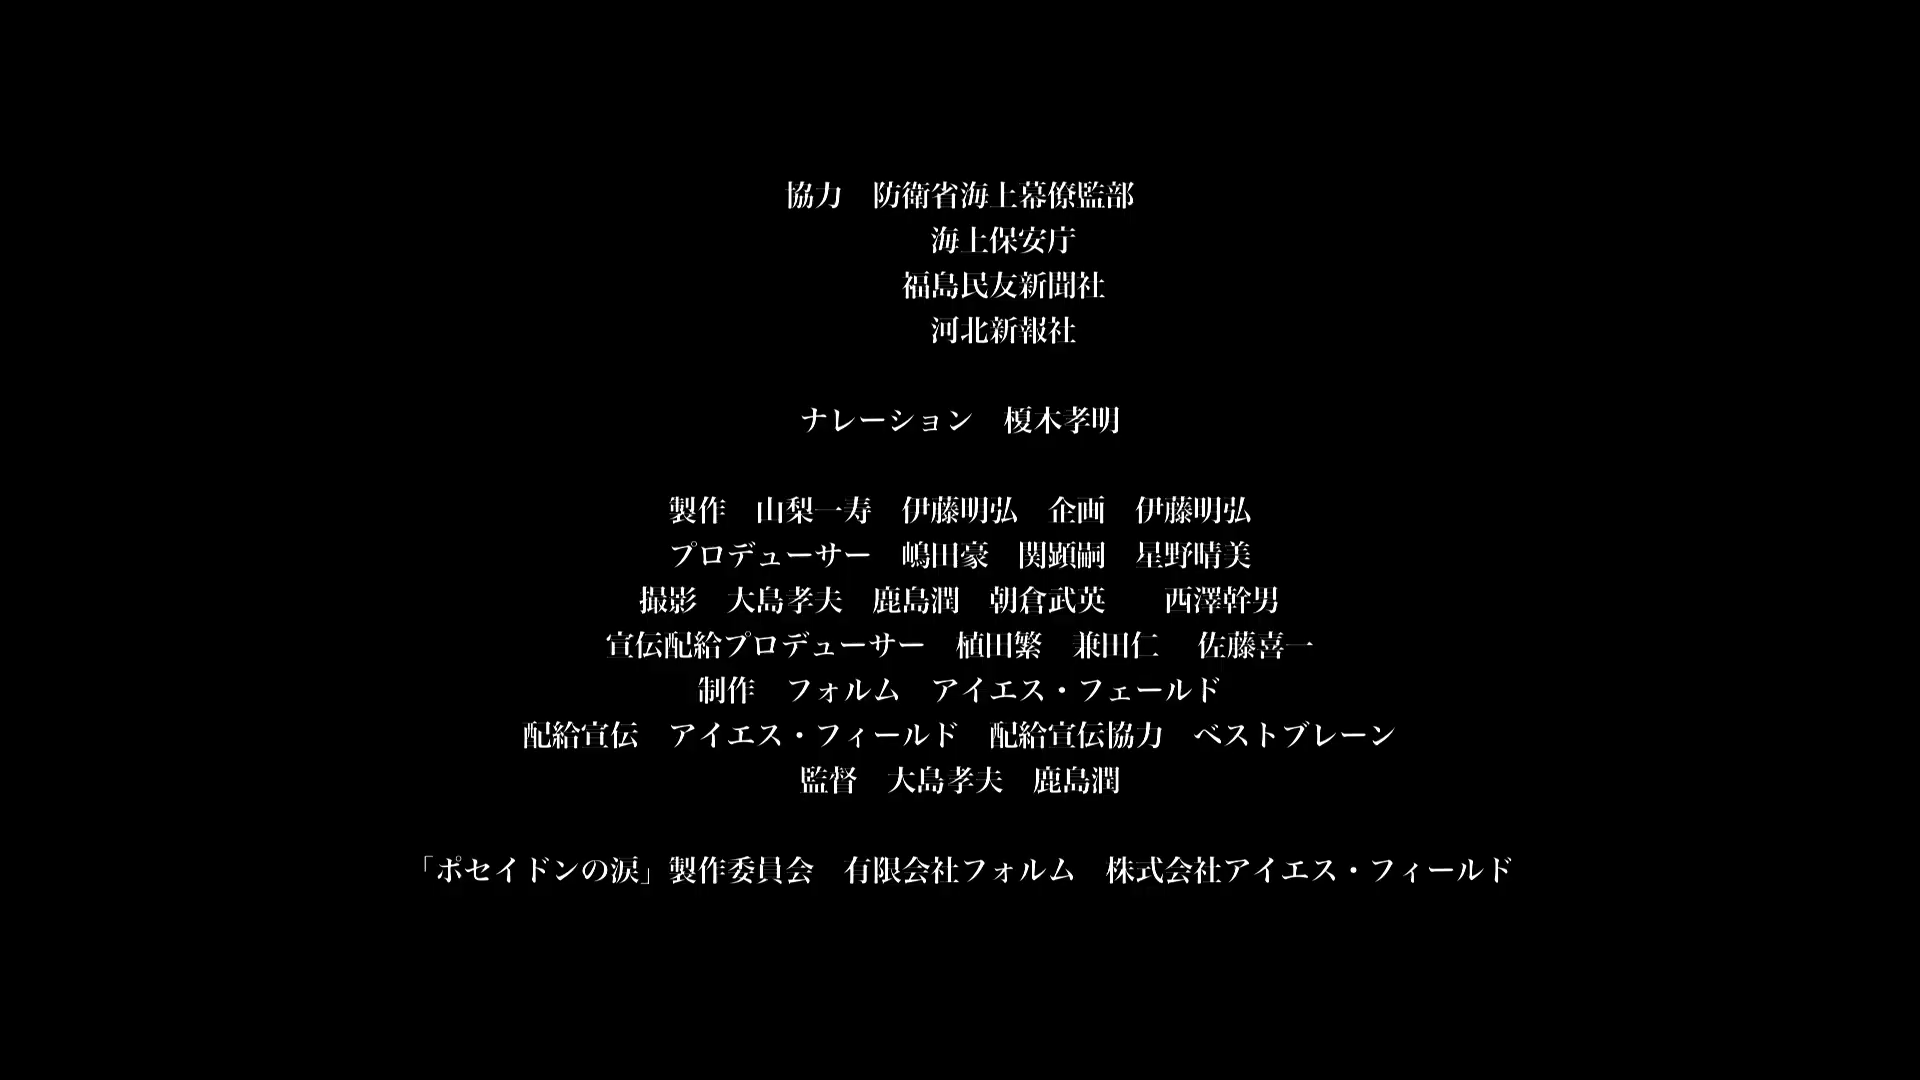 協力　防衛省海上幕僚監部
海上保安庁
福島民友新聞社
河北新報社
ナレーション　榎木孝明
製作　山梨一寿　伊藤明弘　企画　伊藤明弘
プロデューサー　嶋田豪　関顕嗣　星野晴美
撮影　大島孝夫　鹿島潤　朝倉武英　　西澤幹男
宣伝配給プロデューサー　植田繁　兼田仁　佐藤喜一
制作　フォルム　アイエス・フェールド
配給宣伝　アイエス・フィールド　配給宣伝協力　ベストブレーン
監督　大島孝夫　鹿島潤
「ポセイドンの涙」製作委員会　有限会社フォルム　株式会社アイエス・フィールド